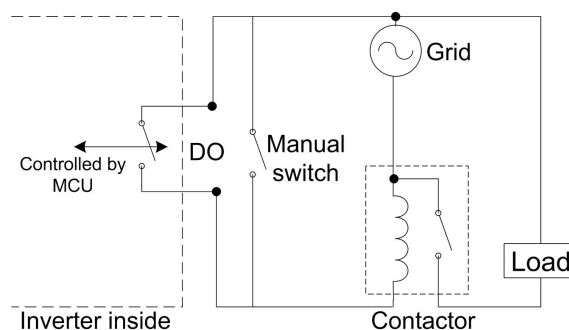 Grid
DO
Manual
switch
Controlled by
MCU
Load
Inverter inside
Contactor